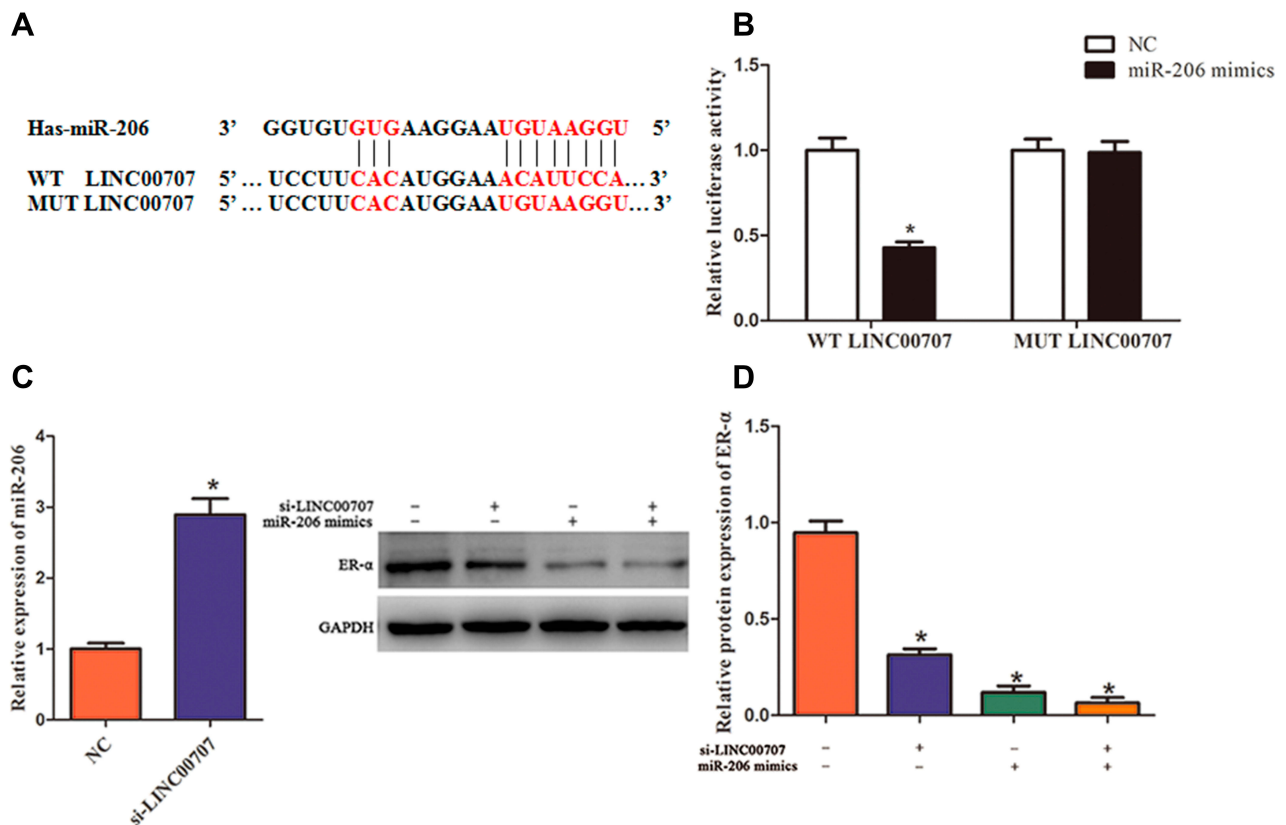 A
Has-miR-206 3’ GGUGUGUGAAGGAAUGUAAGGU 5’
WT LINC00707 5’ ... UCCUUCACAUGGAAACAUUCCA... 3’
MUT LINC00707 5’ ... UCCUUCACAUGGAAUGUAAGGU... 3’
B
NC
miR-206 mimics
Relative luciferase activity
1.5
1.0
0.5
0.0
*
WT LINC00707
MUT LINC00707
C
Relative expression of miR-206
4
3
2
1
0
*
NC
si-LINC00707
si-LINC00707 – + – +
miR-206 mimics – – + +
ER-α
GAPDH
D
Relative protein expression of ER-α
1.5
1.0
0.5
0.0
* * *
si-LINC00707 – + – +
miR-206 mimics – – + +